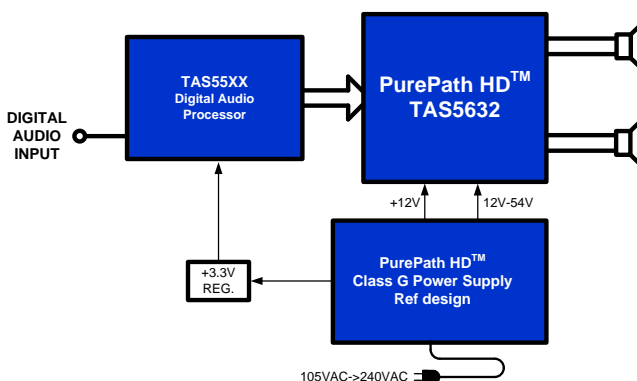 TAS55XX
Digital Audio
Processor
PurePath HD™
TAS5632
DIGITAL
AUDIO
INPUT
+12V
12V-54V
PurePath HD™
Class G Power Supply
Ref design
+3.3V
REG.
105VAC->240VAC